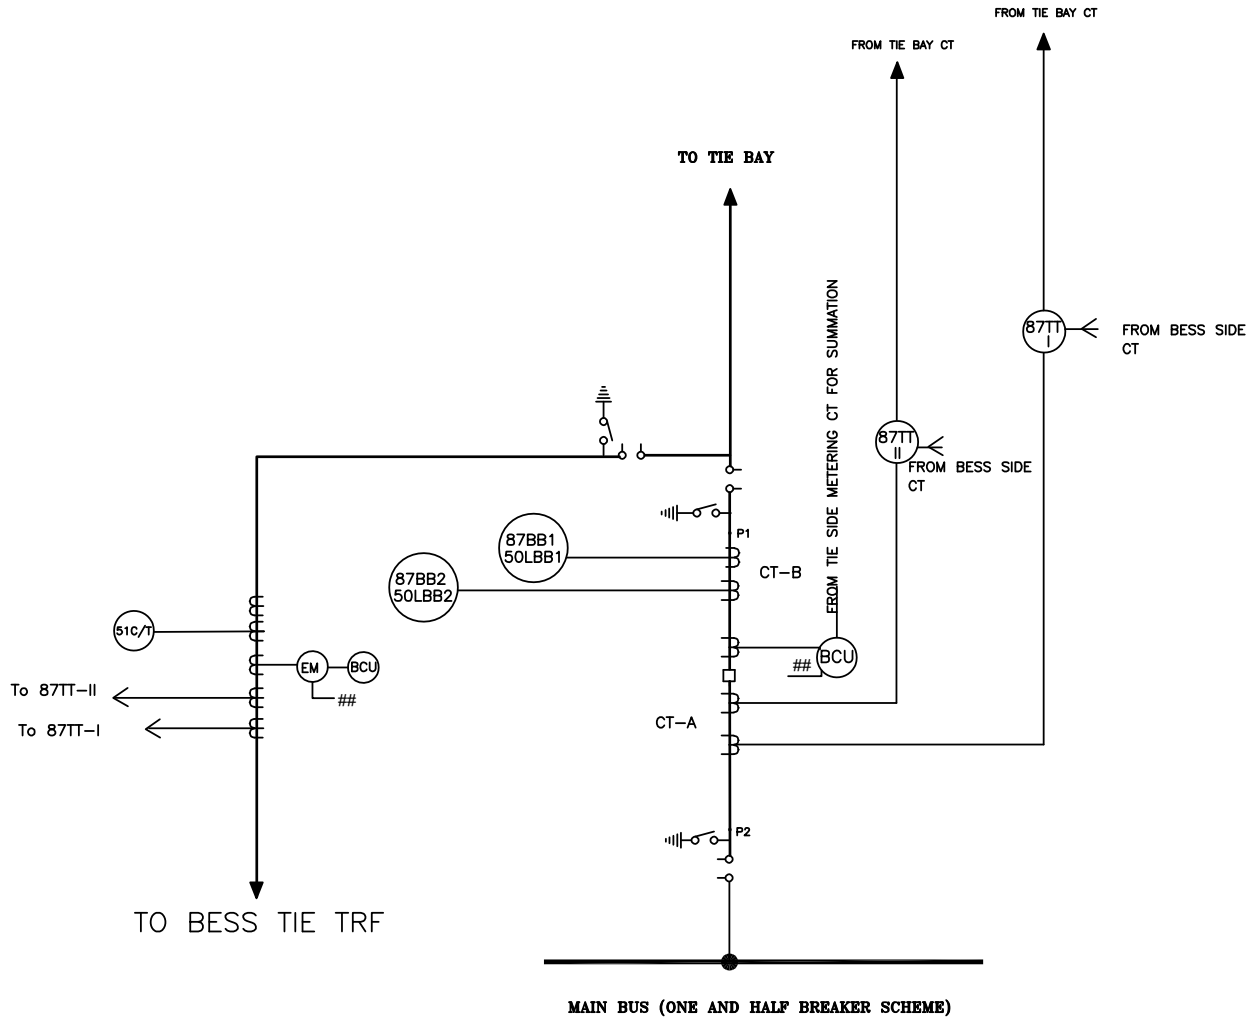 FROM TIE BAY CT
FROM TIE BAY CT
TO TIE BAY
FROM TIE SIDE METERING CT FOR SUMMATION
87TT
I
FROM BESS SIDE
CT
87TT
II
FROM BESS SIDE
CT
P1
87BB1
50LBB1
CT-B
87BB2
50LBB2
51C/T
EM
BCU
##
BCU
##
To 87TT-II
To 87TT-I
CT-A
P2
TO BESS TIE TRF
MAIN BUS (ONE AND HALF BREAKER SCHEME)